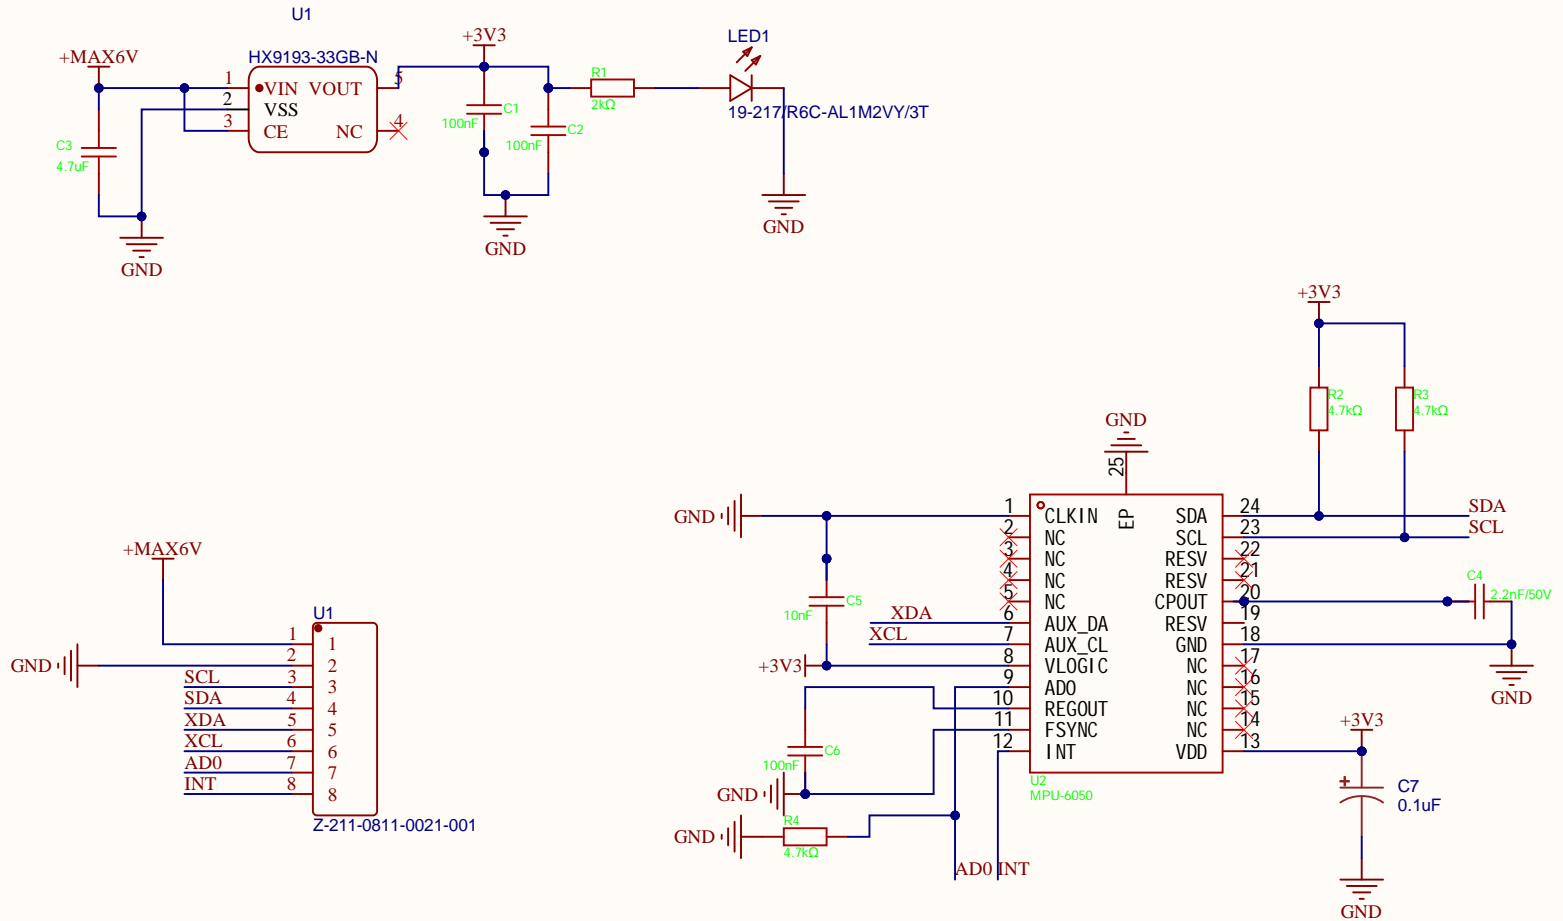 U1
HX9193-33GB-N
+MAX6V
1 VIN VOUT 5
2 VSS
3 CE NC 4
C3
4.7uF
GND
+3V3
C1
100nF
C2
100nF
GND
R1
2kΩ
LED1
19-217/R6C-AL1M2VY/3T
GND
+MAX6V
GND
U1
1 1
2 2
SCL 3 3
SDA 4 4
XDA 5 5
XCL 6 6
AD0 7 7
INT 8 8
Z-211-0811-0021-001
+3V3
R2
4.7kΩ
R3
4.7kΩ
GND
25
EP
GND
1 CLKIN SDA 24 SDA
2 NC SCL 23 SCL
3 NC RESV 22
4 NC RESV 21
5 NC CPOUT 20
XDA 6 AUX_DA RESV 19
XCL 7 AUX_CL GND 18
+3V3 8 VLOGIC NC 17
9 ADO NC 16
10 REGOUT NC 15
11 FSYNC NC 14
12 INT VDD 13
U2
MPU-6050
C5
10nF
C4
2.2nF/50V
GND
C6
100nF
GND
GND
R4
4.7kΩ
AD0 INT
+3V3
+
C7
0.1uF
GND